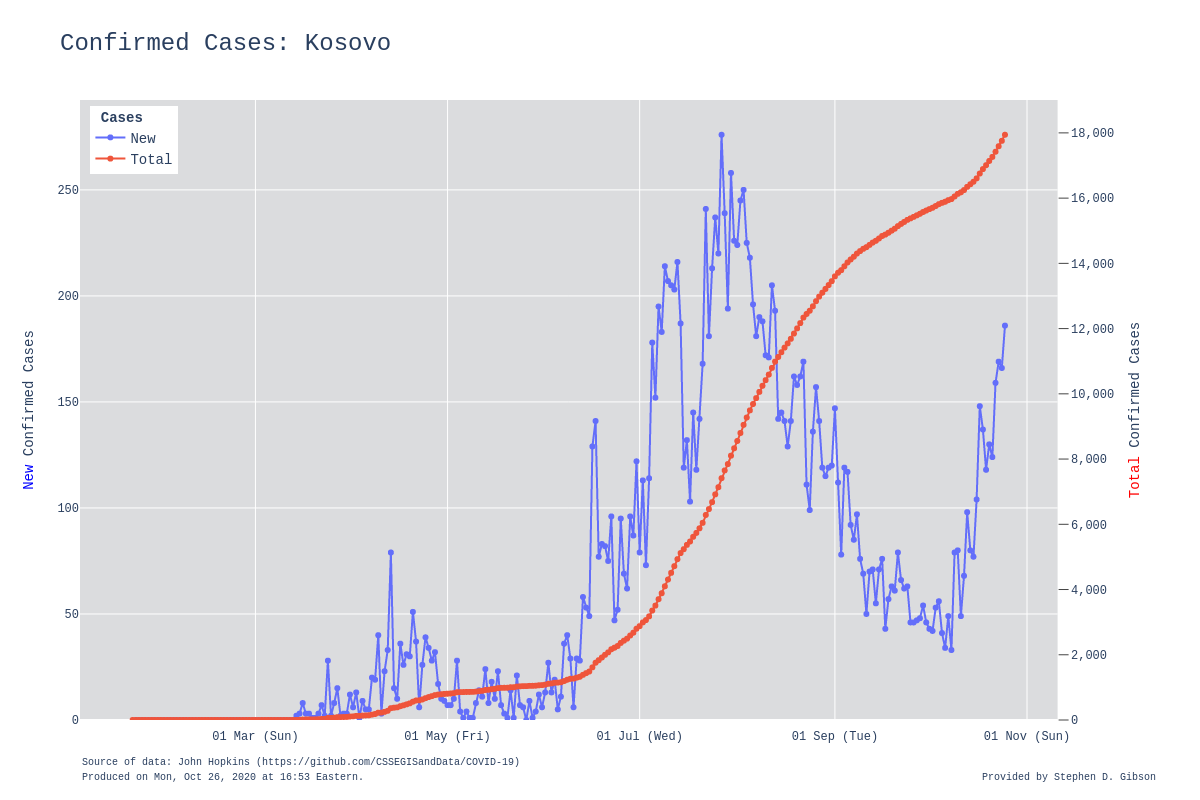 Confirmed Cases: Kosovo
Cases
New
Total
250
200
150
100
50
0
New Confirmed Cases
18,000
16,000
14,000
12,000
10,000
8,000
6,000
4,000
2,000
0
Total Confirmed Cases
01 Mar (Sun) 01 May (Fri) 01 Jul (Wed) 01 Sep (Tue) 01 Nov (Sun)
Source of data: John Hopkins (https://github.com/CSSEGISandData/COVID-19)
Produced on Mon, Oct 26, 2020 at 16:53 Eastern.
Provided by Stephen D. Gibson